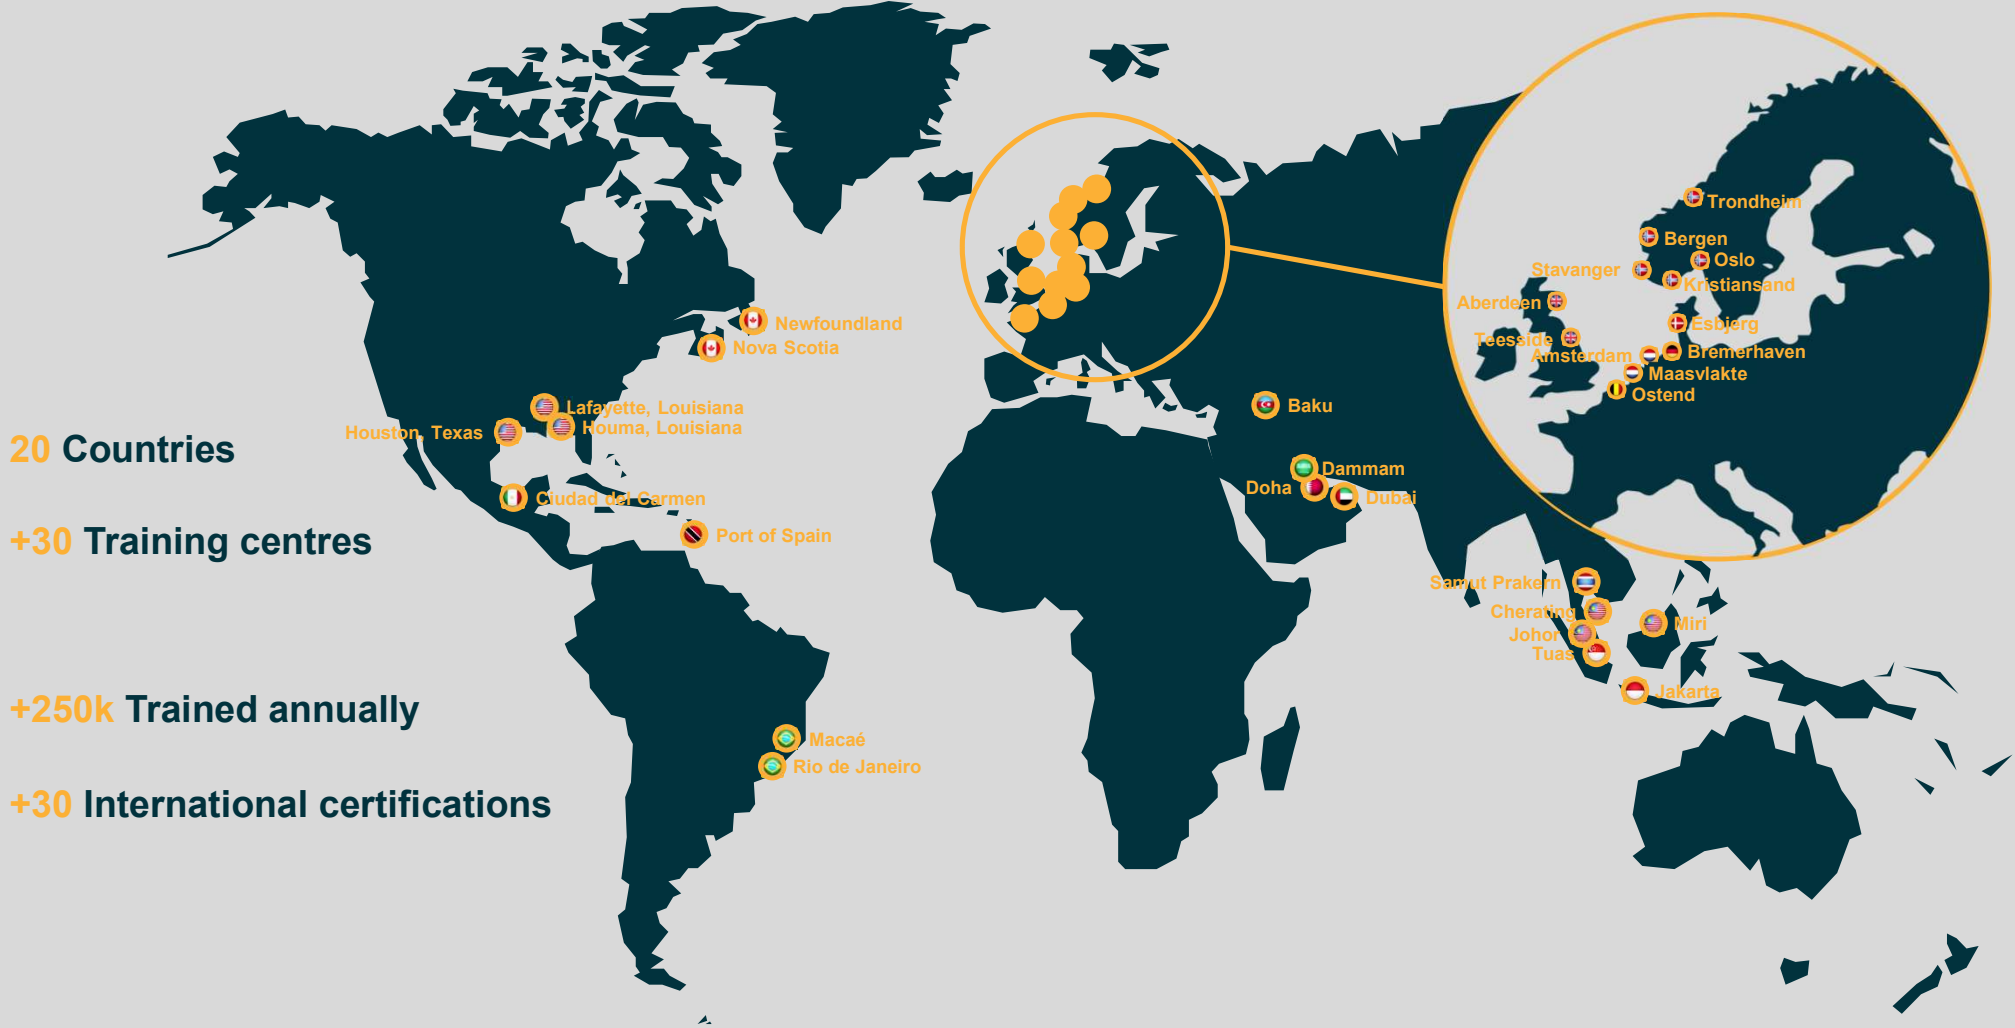 20 Countries
+30 Training centres
+250k Trained annually
+30 International certifications
Newfoundland
Nova Scotia
Lafayette, Louisiana
Houma, Louisiana
Houston, Texas
Ciudad del Carmen
Port of Spain
Macaé
Rio de Janeiro
Baku
Dammam
Doha
Dubai
Trondheim
Bergen
Oslo
Stavanger
Kristiansand
Aberdeen
Esbjerg
Teesside
Amsterdam
Bremerhaven
Maasvlakte
Ostend
Samut Prakern
Cherating
Miri
Johor
Tuas
Jakarta